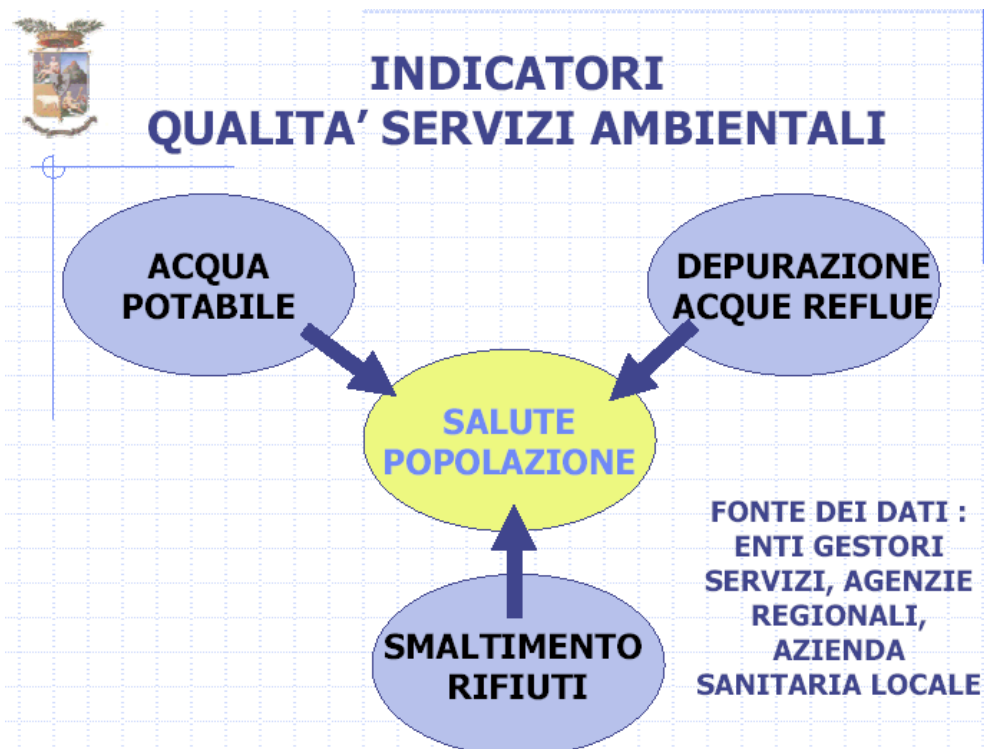 INDICATORI
QUALITA’ SERVIZI AMBIENTALI
ACQUA
POTABILE
DEPURAZIONE
ACQUE REFLUE
SALUTE
POPOLAZIONE
SMALTIMENTO
RIFIUTI
FONTE DEI DATI :
ENTI GESTORI
SERVIZI, AGENZIE
REGIONALI,
AZIENDA
SANITARIA LOCALE